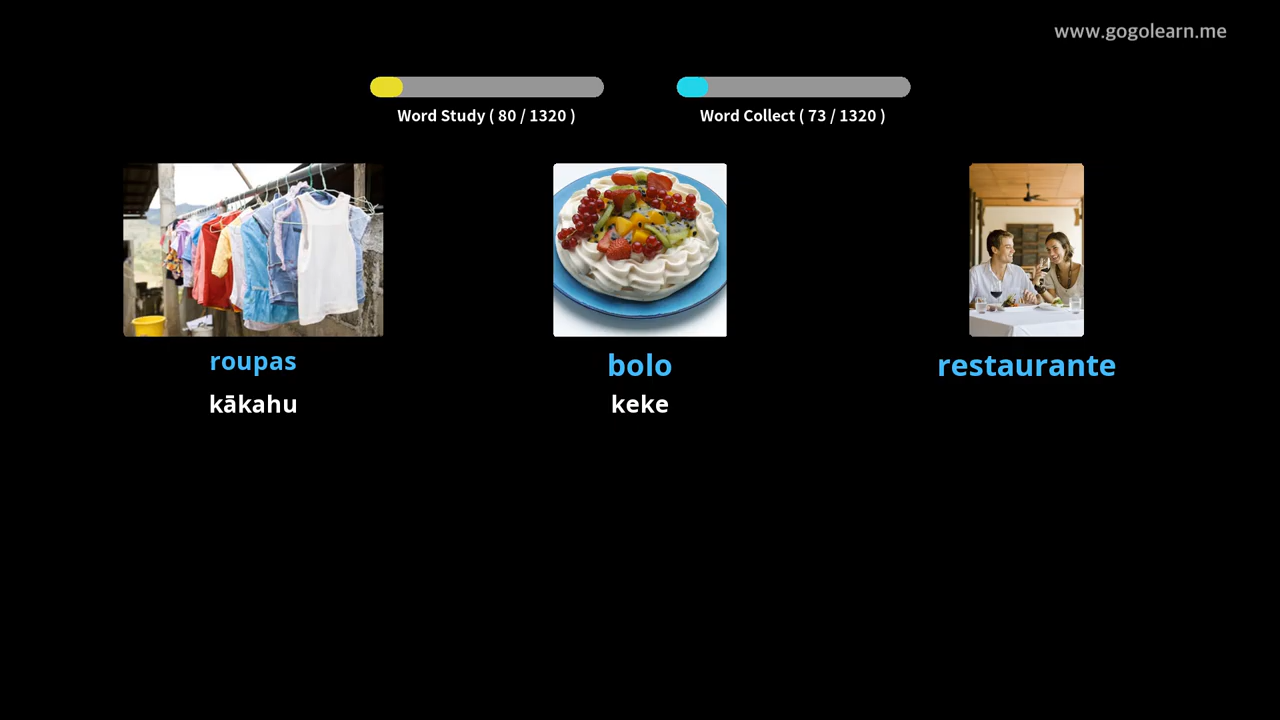 www.gogolearn.me
Word Study ( 80 / 1320 )
Word Collect ( 73 / 1320 )
roupas
bolo
restaurante
kākahu
keke